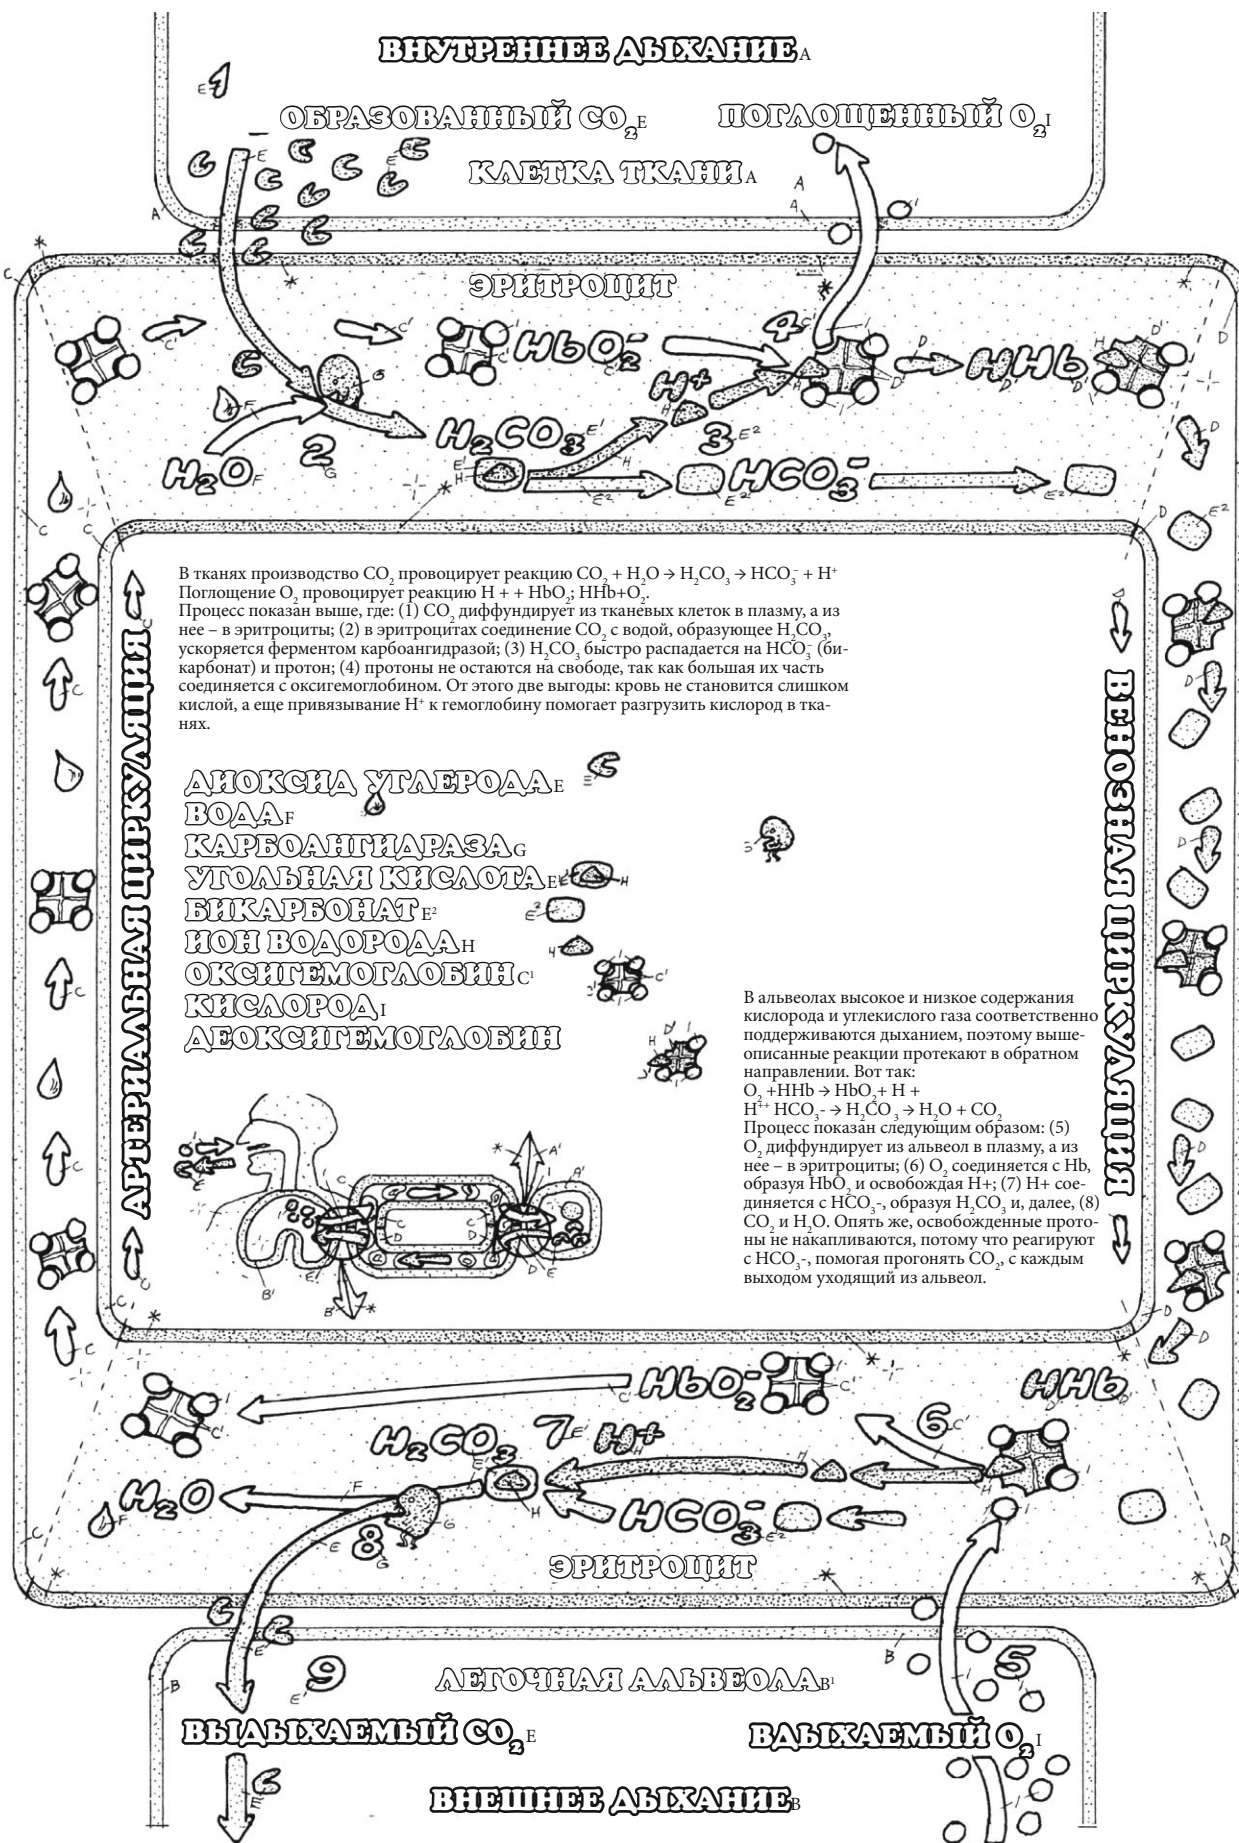 ВНУТРЕННЕЕ ДЫХАНИЕ A
E 1
ОБРАЗОВАННЫЙ CO₂ E
ПОГЛОЩЕННЫЙ O₂ I
КЛЕТКА ТКАНИ A
ЭРИТРОЦИТ
HbO₂⁻
4
HHb
H+
H₂CO₃
3 E²
2 G
H₂O F
HCO₃⁻
В тканях производство CO₂ провоцирует реакцию CO₂ + H₂O → H₂CO₃ → HCO₃⁻ + H⁺
Поглощение O₂ провоцирует реакцию H + + HbO₂; HHb+O₂.
Процесс показан выше, где: (1) CO₂ диффундирует из тканевых клеток в плазму, а из
нее – в эритроциты; (2) в эритроцитах соединение CO₂ с водой, образующее H₂CO₃,
ускоряется ферментом карбоангидразой; (3) H₂CO₃ быстро распадается на HCO₃⁻ (би-
карбонат) и протон; (4) протоны не остаются на свободе, так как большая их часть
соединяется с оксигемоглобином. От этого две выгоды: кровь не становится слишком
кислой, а еще привязывание H⁺ к гемоглобину помогает разгрузить кислород в тка-
нях.
АРТЕРИАЛЬНАЯ ЦИРКУЛЯЦИЯ
ВЕНОЗНАЯ ЦИРКУЛЯЦИЯ
ДИОКСИД УГЛЕРОДА E
ВОДА F
КАРБОАНГИДРАЗА G
УГОЛЬНАЯ КИСЛОТА E
БИКАРБОНАТ E²
ИОН ВОДОРОДА H
ОКСИГЕМОГЛОБИН C¹
КИСЛОРОД I
ДЕОКСИГЕМОГЛОБИН
В альвеолах высокое и низкое содержания
кислорода и углекислого газа соответственно
поддерживаются дыханием, поэтому выше-
описанные реакции протекают в обратном
направлении. Вот так:
O₂ +HHb → HbO₂+ H +
H⁺⁺ HCO₃- → H₂CO₃ → H₂O + CO₂
Процесс показан следующим образом: (5)
O₂ диффундирует из альвеол в плазму, а из
нее – в эритроциты; (6) O₂ соединяется с Hb,
образуя HbO₂ и освобождая H+; (7) H+ сое-
диняется с HCO₃-, образуя H₂CO₃ и, далее, (8)
CO₂ и H₂O. Опять же, освобожденные прото-
ны не накапливаются, потому что реагируют
с HCO₃-, помогая прогонять CO₂, с каждым
выходом уходящий из альвеол.
HbO₂⁻
HHb
6
H₂CO₃
7 E'
H+
H₂O
HCO₃⁻
8 G
ЭРИТРОЦИТ
9
5
ЛЕГОЧНАЯ АЛЬВЕОЛА B¹
ВЫДЫХАЕМЫЙ CO₂ E
ВДЫХАЕМЫЙ O₂ I
ВНЕШНЕЕ ДЫХАНИЕ B